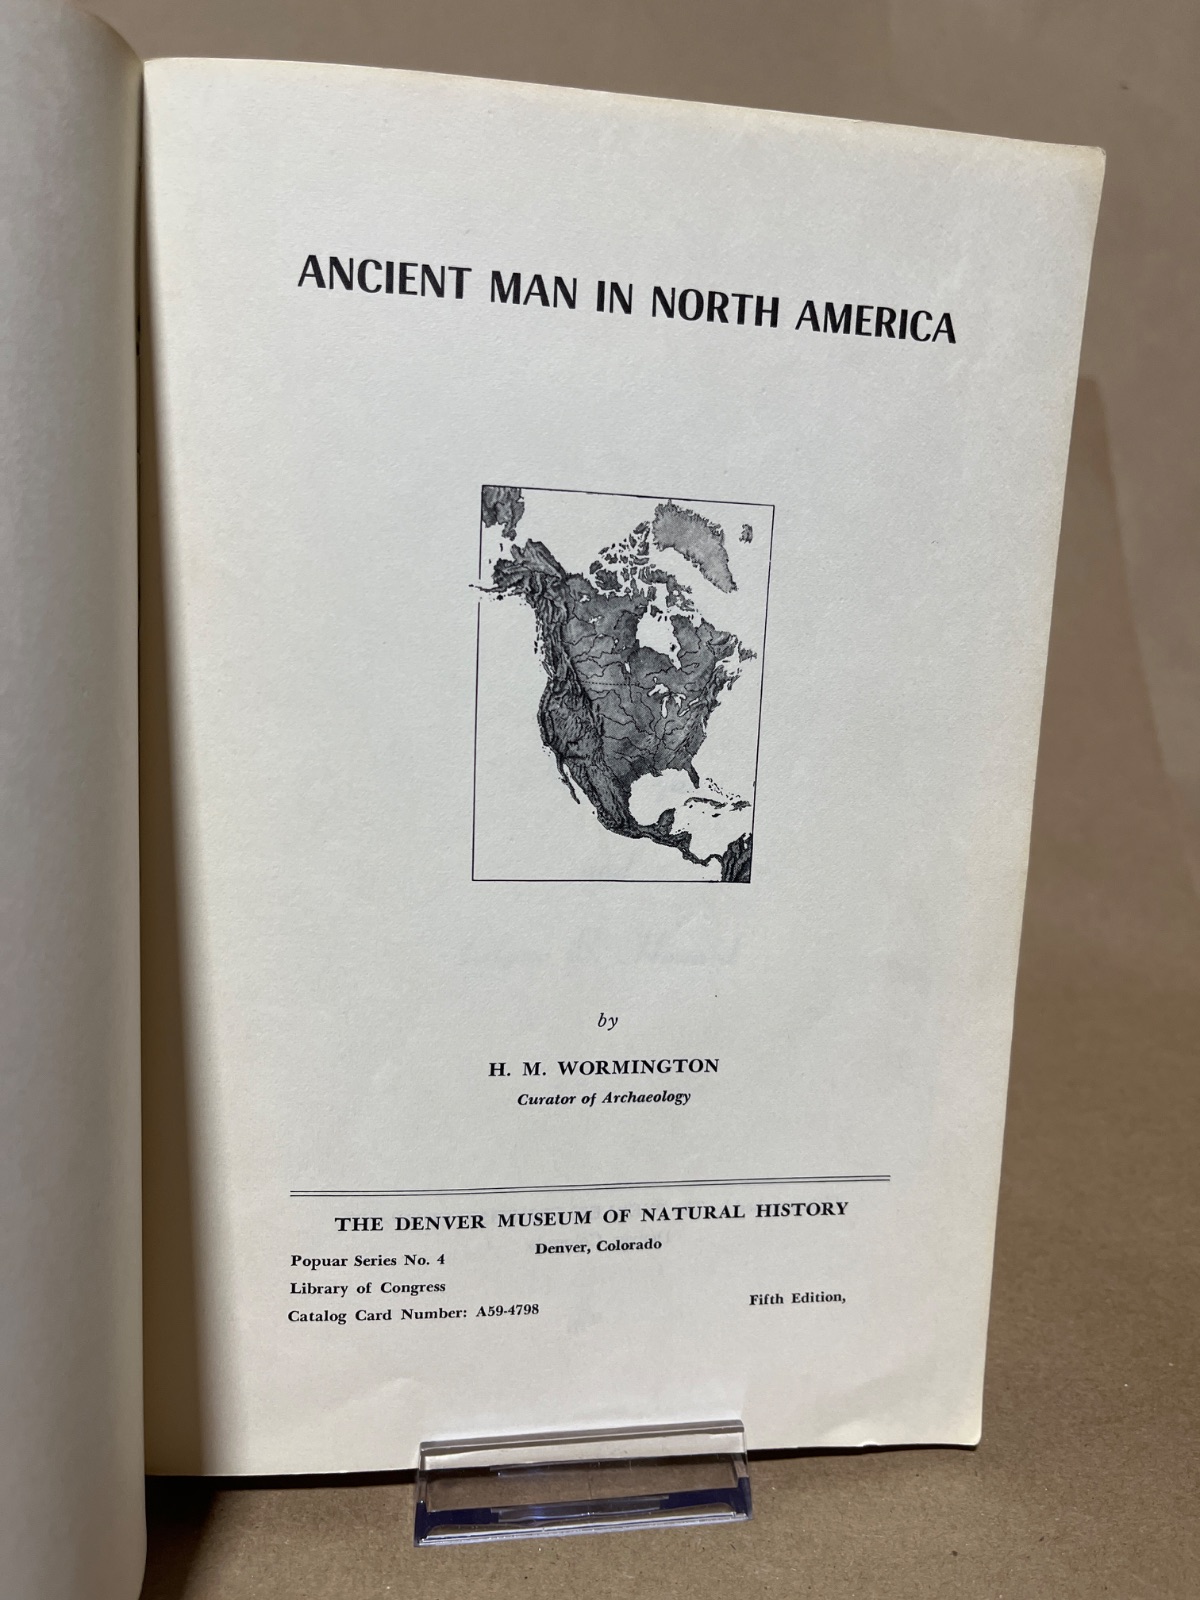 ANCIENT MAN IN NORTH AMERICA
by
H. M. WORMINGTON
Curator of Archaeology
THE DENVER MUSEUM OF NATURAL HISTORY
Denver, Colorado
Popuar Series No. 4
Library of Congress
Catalog Card Number: A59-4798
Fifth Edition,